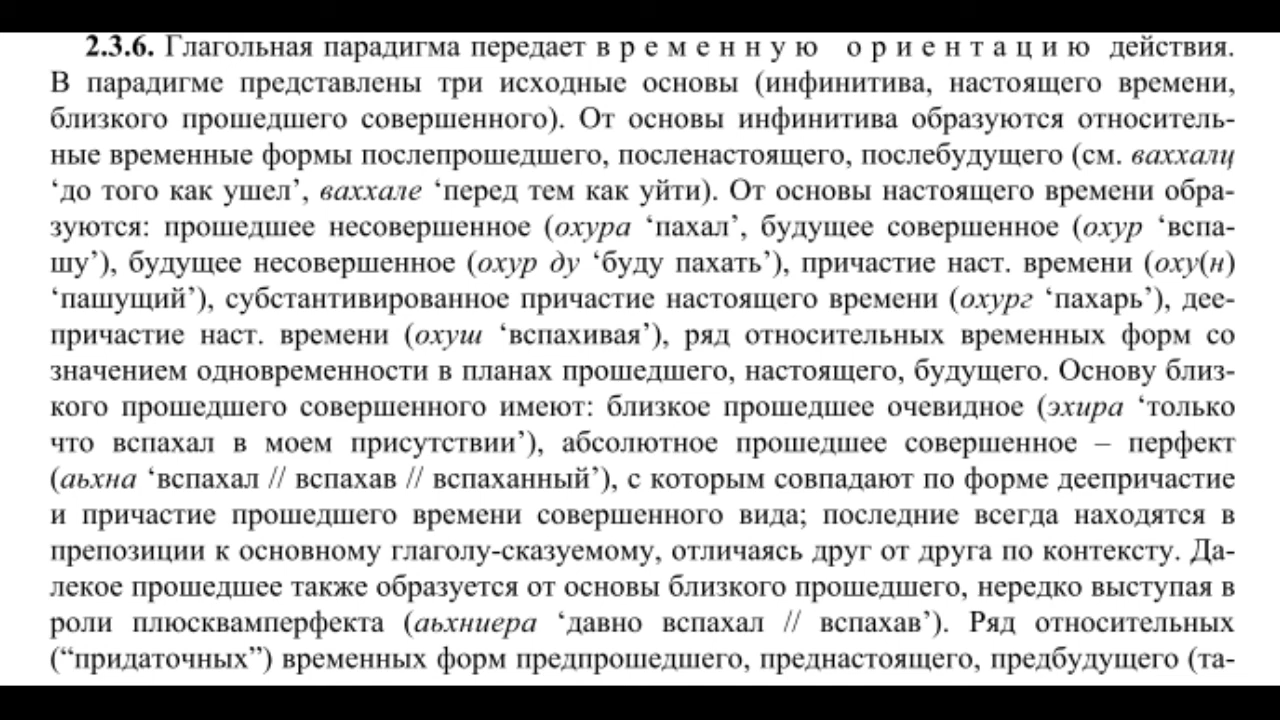 2.3.6. Глагольная парадигма передает в р е м е н н у ю о р и е н т а ц и ю действия.
В парадигме представлены три исходные основы (инфинитива, настоящего времени,
близкого прошедшего совершенного). От основы инфинитива образуются относитель-
ные временные формы послепрошедшего, посленастоящего, послебудущего (см. ваххалц
‘до того как ушел’, ваххале ‘перед тем как уйти). От основы настоящего времени обра-
зуются: прошедшее несовершенное (охура ‘пахал’, будущее совершенное (охур ‘вспа-
шу’), будущее несовершенное (охур ду ‘буду пахать’), причастие наст. времени (оху(н)
‘пашущий’), субстантивированное причастие настоящего времени (охург ‘пахарь’), дее-
причастие наст. времени (охуш ‘вспахивая’), ряд относительных временных форм со
значением одновременности в планах прошедшего, настоящего, будущего. Основу близ-
кого прошедшего совершенного имеют: близкое прошедшее очевидное (эхира ‘только
что вспахал в моем присутствии’), абсолютное прошедшее совершенное – перфект
(аьхна ‘вспахал // вспахав // вспаханный’), с которым совпадают по форме деепричастие
и причастие прошедшего времени совершенного вида; последние всегда находятся в
препозиции к основному глаголу-сказуемому, отличаясь друг от друга по контексту. Да-
лекое прошедшее также образуется от основы близкого прошедшего, нередко выступая в
роли плюсквамперфекта (аьхниера ‘давно вспахал // вспахав’). Ряд относительных
(“придаточных”) временных форм предпрошедшего, преднастоящего, предбудущего (та-